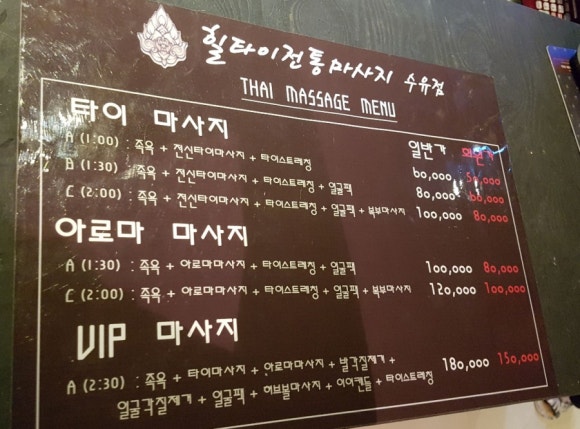 힐타이전통마사지 수유점
THAI MASSAGE MENU
타이 마사지 일반가 회원가
A (1:00) : 족욕 + 전신타이마사지 + 타이스트레칭 60,000 50,000
B (1:30) : 족욕 + 전신타이마사지 + 타이스트레칭 + 얼굴팩 80,000 60,000
C (2:00) : 족욕 + 전신타이마사지 + 타이스트레칭 + 얼굴팩 + 복부마사지 100,000 80,000
아로마 마사지
A (1:30) : 족욕 + 아로마마사지 + 타이스트레칭 + 얼굴팩 100,000 80,000
C (2:00) : 족욕 + 아로마마사지 + 타이스트레칭 + 얼굴팩 + 복부마사지 120,000 100,000
VIP 마사지
A (2:30) : 족욕 + 타이마사지 + 아로마마사지 + 발각질제거 + 180,000 150,000
얼굴각질제거 + 얼굴팩 + 허브볼마사지 + 이어캔들 + 타이스트레칭